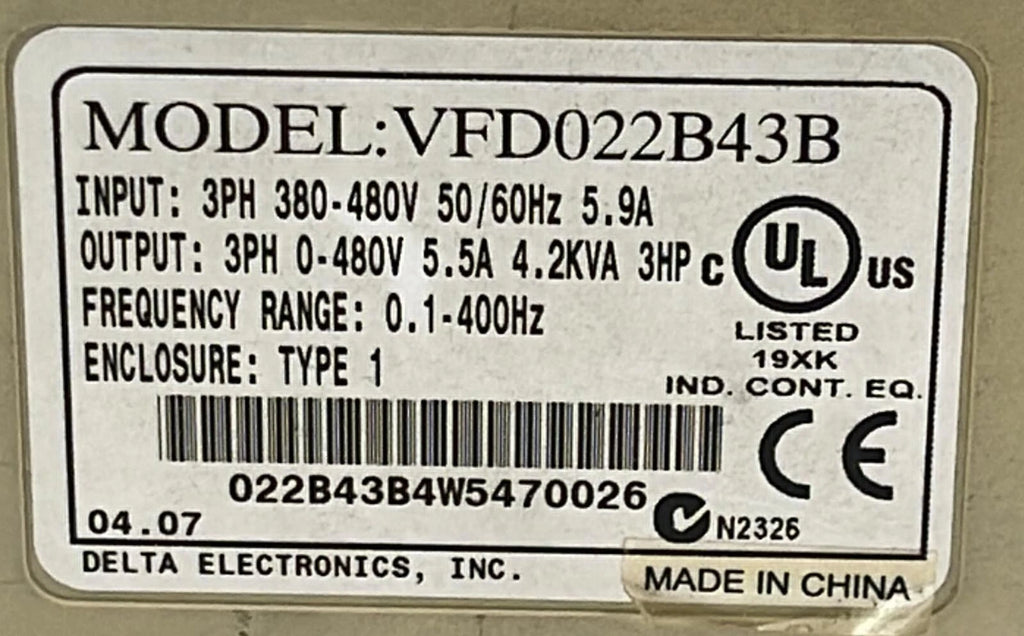 MODEL:VFD022B43B
INPUT: 3PH 380-480V 50/60Hz 5.9A
OUTPUT: 3PH 0-480V 5.5A 4.2KVA 3HP
FREQUENCY RANGE: 0.1-400Hz
ENCLOSURE: TYPE 1
C UL US
LISTED
19XK
IND. CONT. EQ.
CE
022B43B4W5470026
N2326
04.07
DELTA ELECTRONICS, INC.
MADE IN CHINA